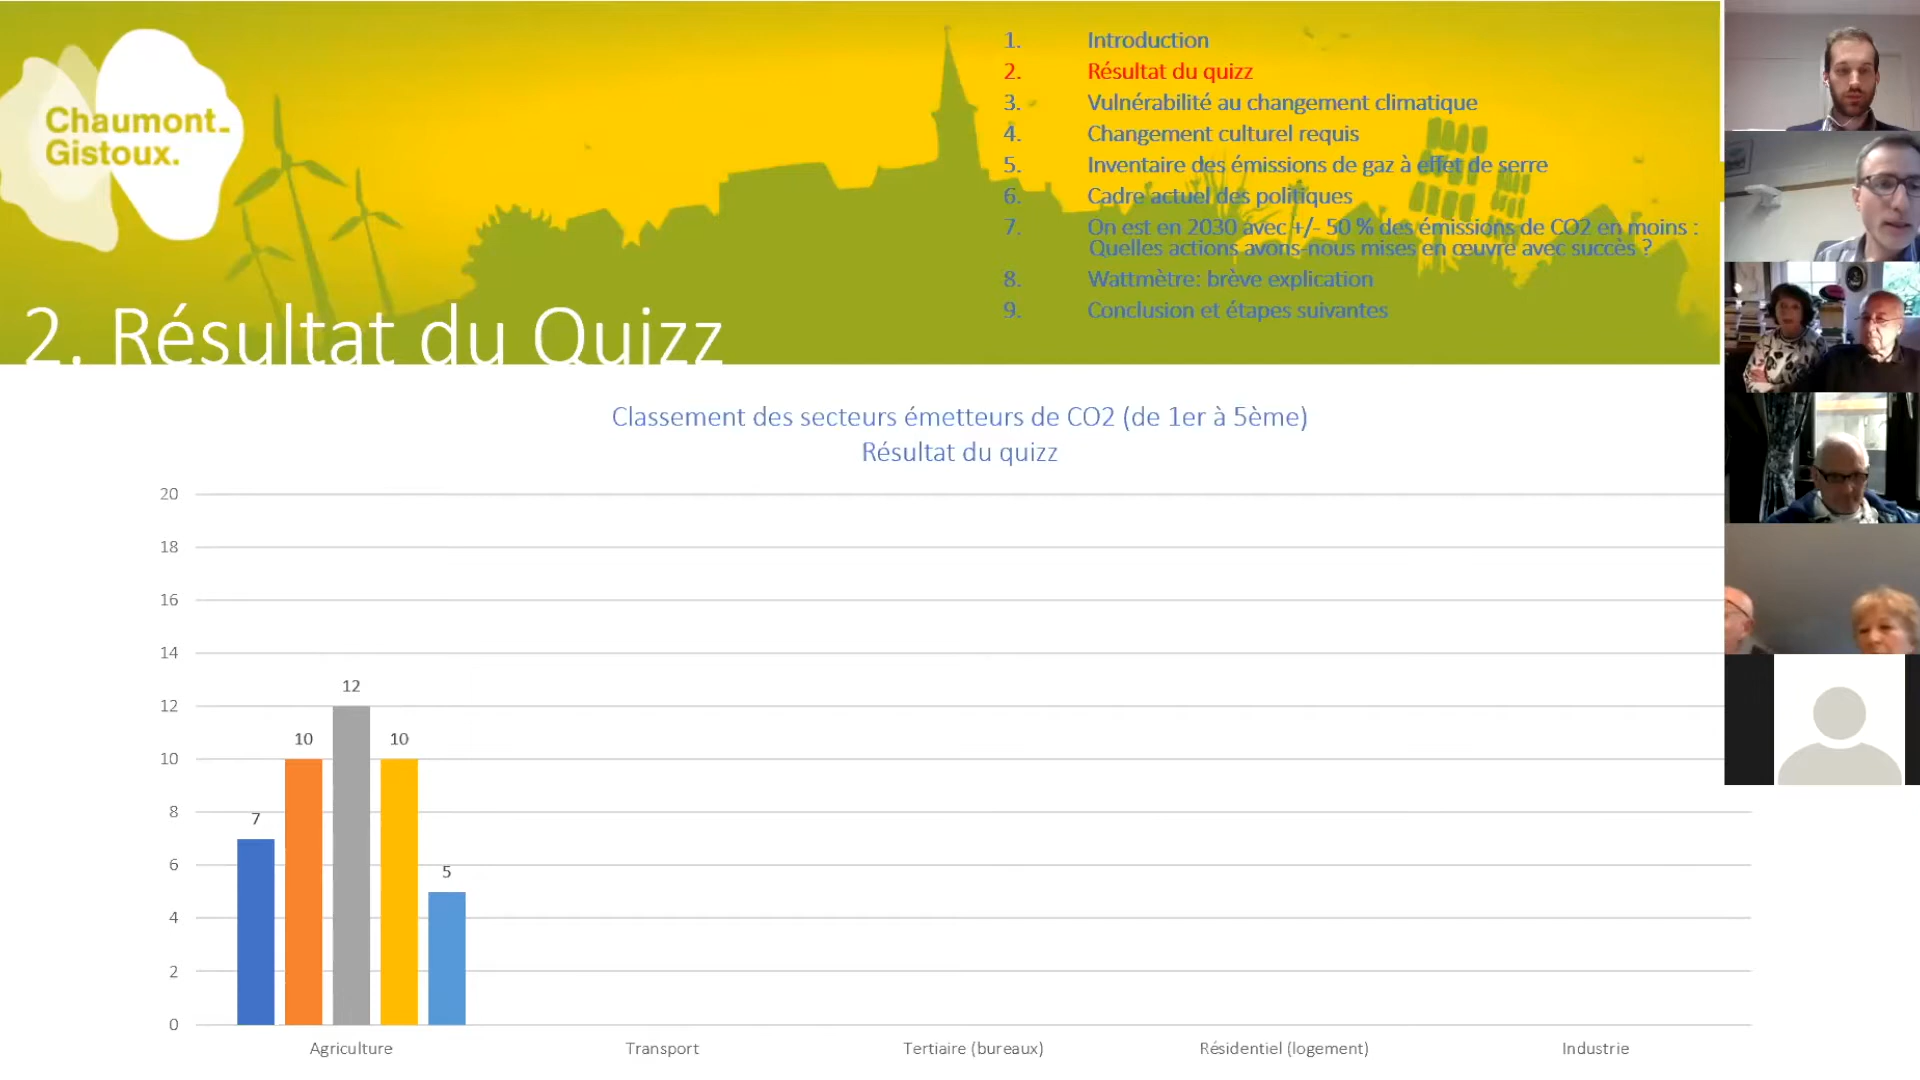 Chaumont-
Gistoux.
1. Introduction
2. Résultat du quizz
3. Vulnérabilité au changement climatique
4. Changement culturel requis
5. Inventaire des émissions de gaz à effet de serre
6. Cadre actuel des politiques
7. On est en 2030 avec +/- 50 % des émissions de CO2 en moins :
Quelles actions avons-nous mises en œuvre avec succès ?
8. Wattmètre: brève explication
9. Conclusion et étapes suivantes
2. Résultat du Quizz
Classement des secteurs émetteurs de CO2 (de 1er à 5ème)
Résultat du quizz
20
18
16
14
12
10
8
6
4
2
0
7
10
12
10
5
Agriculture
Transport
Tertiaire (bureaux)
Résidentiel (logement)
Industrie